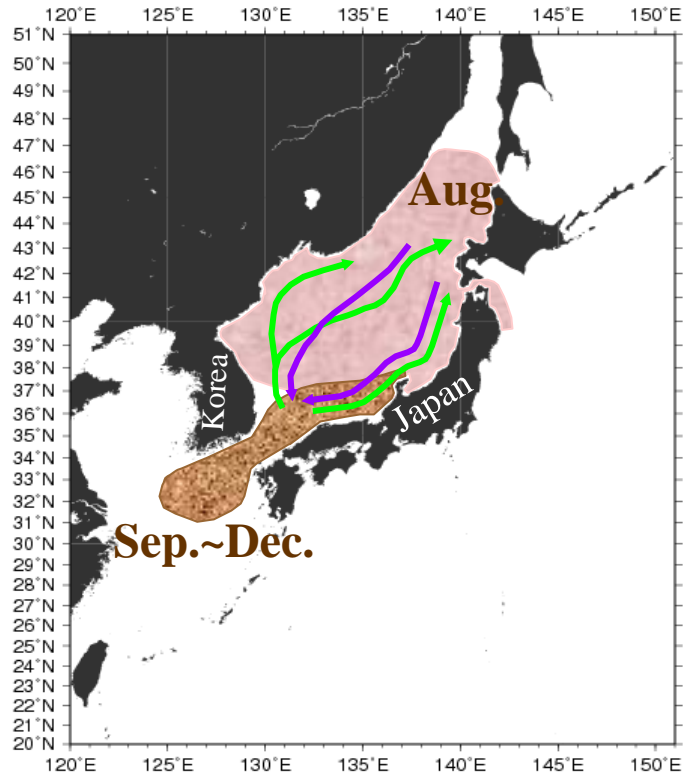 120°E 125°E 130°E 135°E 140°E 145°E 150°E
51°N
50°N
49°N
48°N
47°N
46°N
45°N
44°N
43°N
42°N
41°N
40°N
39°N
38°N
37°N
36°N
35°N
34°N
33°N
32°N
31°N
30°N
29°N
28°N
27°N
26°N
25°N
24°N
23°N
22°N
21°N
20°N
Aug.
Korea
Japan
Sep.~Dec.
120°E 125°E 130°E 135°E 140°E 145°E 150°E